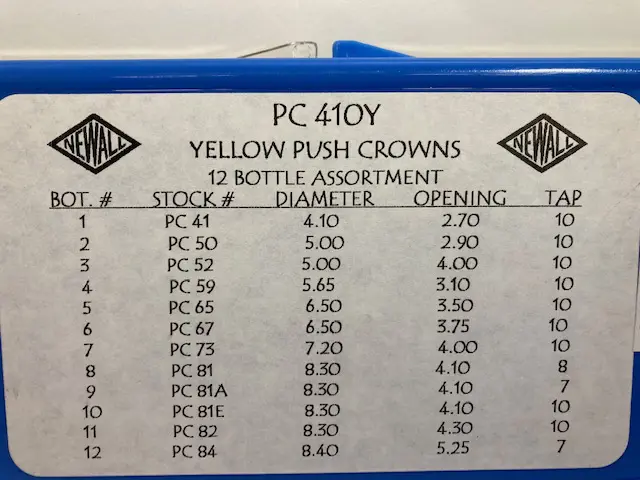 PC 410Y
NEWALL NEWALL
YELLOW PUSH CROWNS
12 BOTTLE ASSORTMENT
BOT. # STOCK # DIAMETER OPENING TAP
1 PC 41 4.10 2.70 10
2 PC 50 5.00 2.90 10
3 PC 52 5.00 4.00 10
4 PC 59 5.65 3.10 10
5 PC 65 6.50 3.50 10
6 PC 67 6.50 3.75 10
7 PC 73 7.20 4.00 10
8 PC 81 8.30 4.10 8
9 PC 81A 8.30 4.10 7
10 PC 81E 8.30 4.10 10
11 PC 82 8.30 4.30 10
12 PC 84 8.40 5.25 7